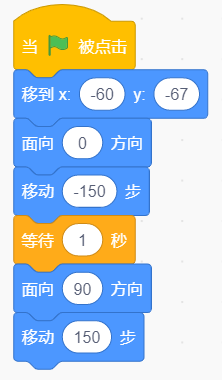 当 被点击
移到 x: -60 y: -67
面向 0 方向
移动 -150 步
等待 1 秒
面向 90 方向
移动 150 步